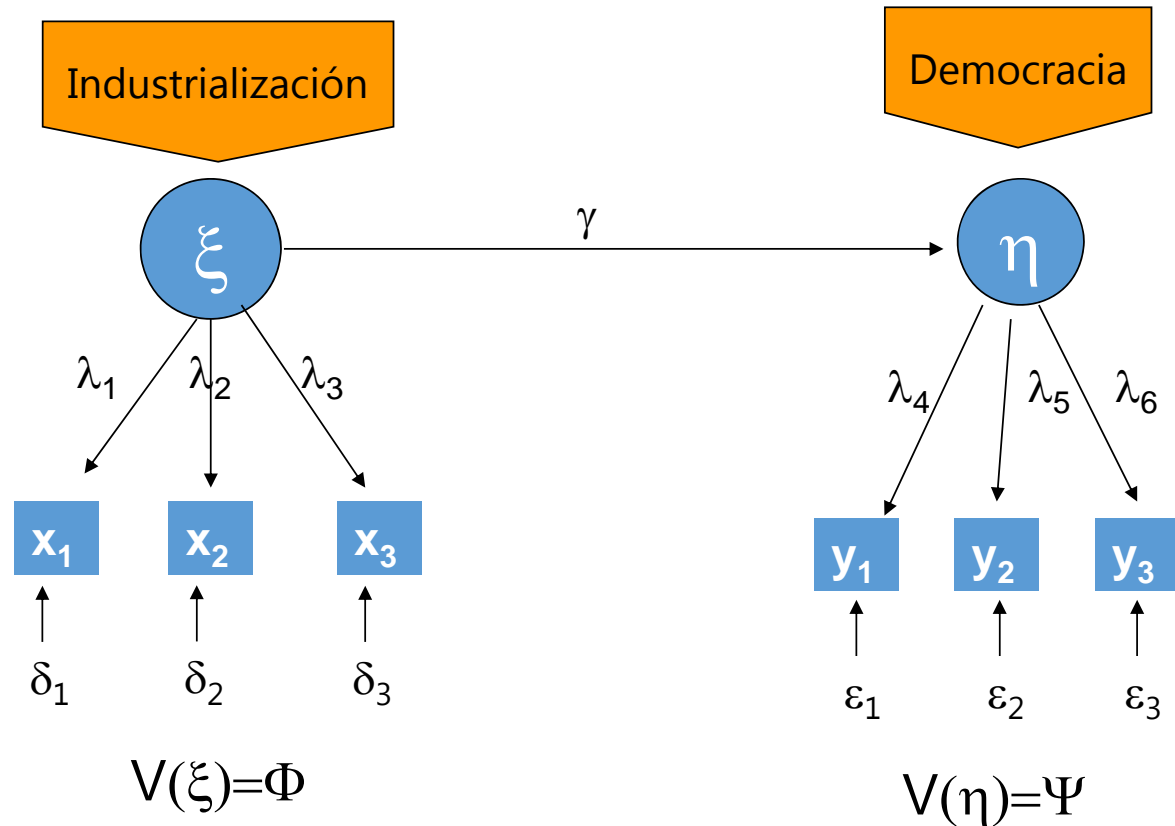 Industrialización
Democracia
ξ
γ
η
λ₁
λ₂
λ₃
λ₄
λ₅
λ₆
x₁
x₂
x₃
y₁
y₂
y₃
δ₁
δ₂
δ₃
ε₁
ε₂
ε₃
V(ξ)=Φ
V(η)=Ψ